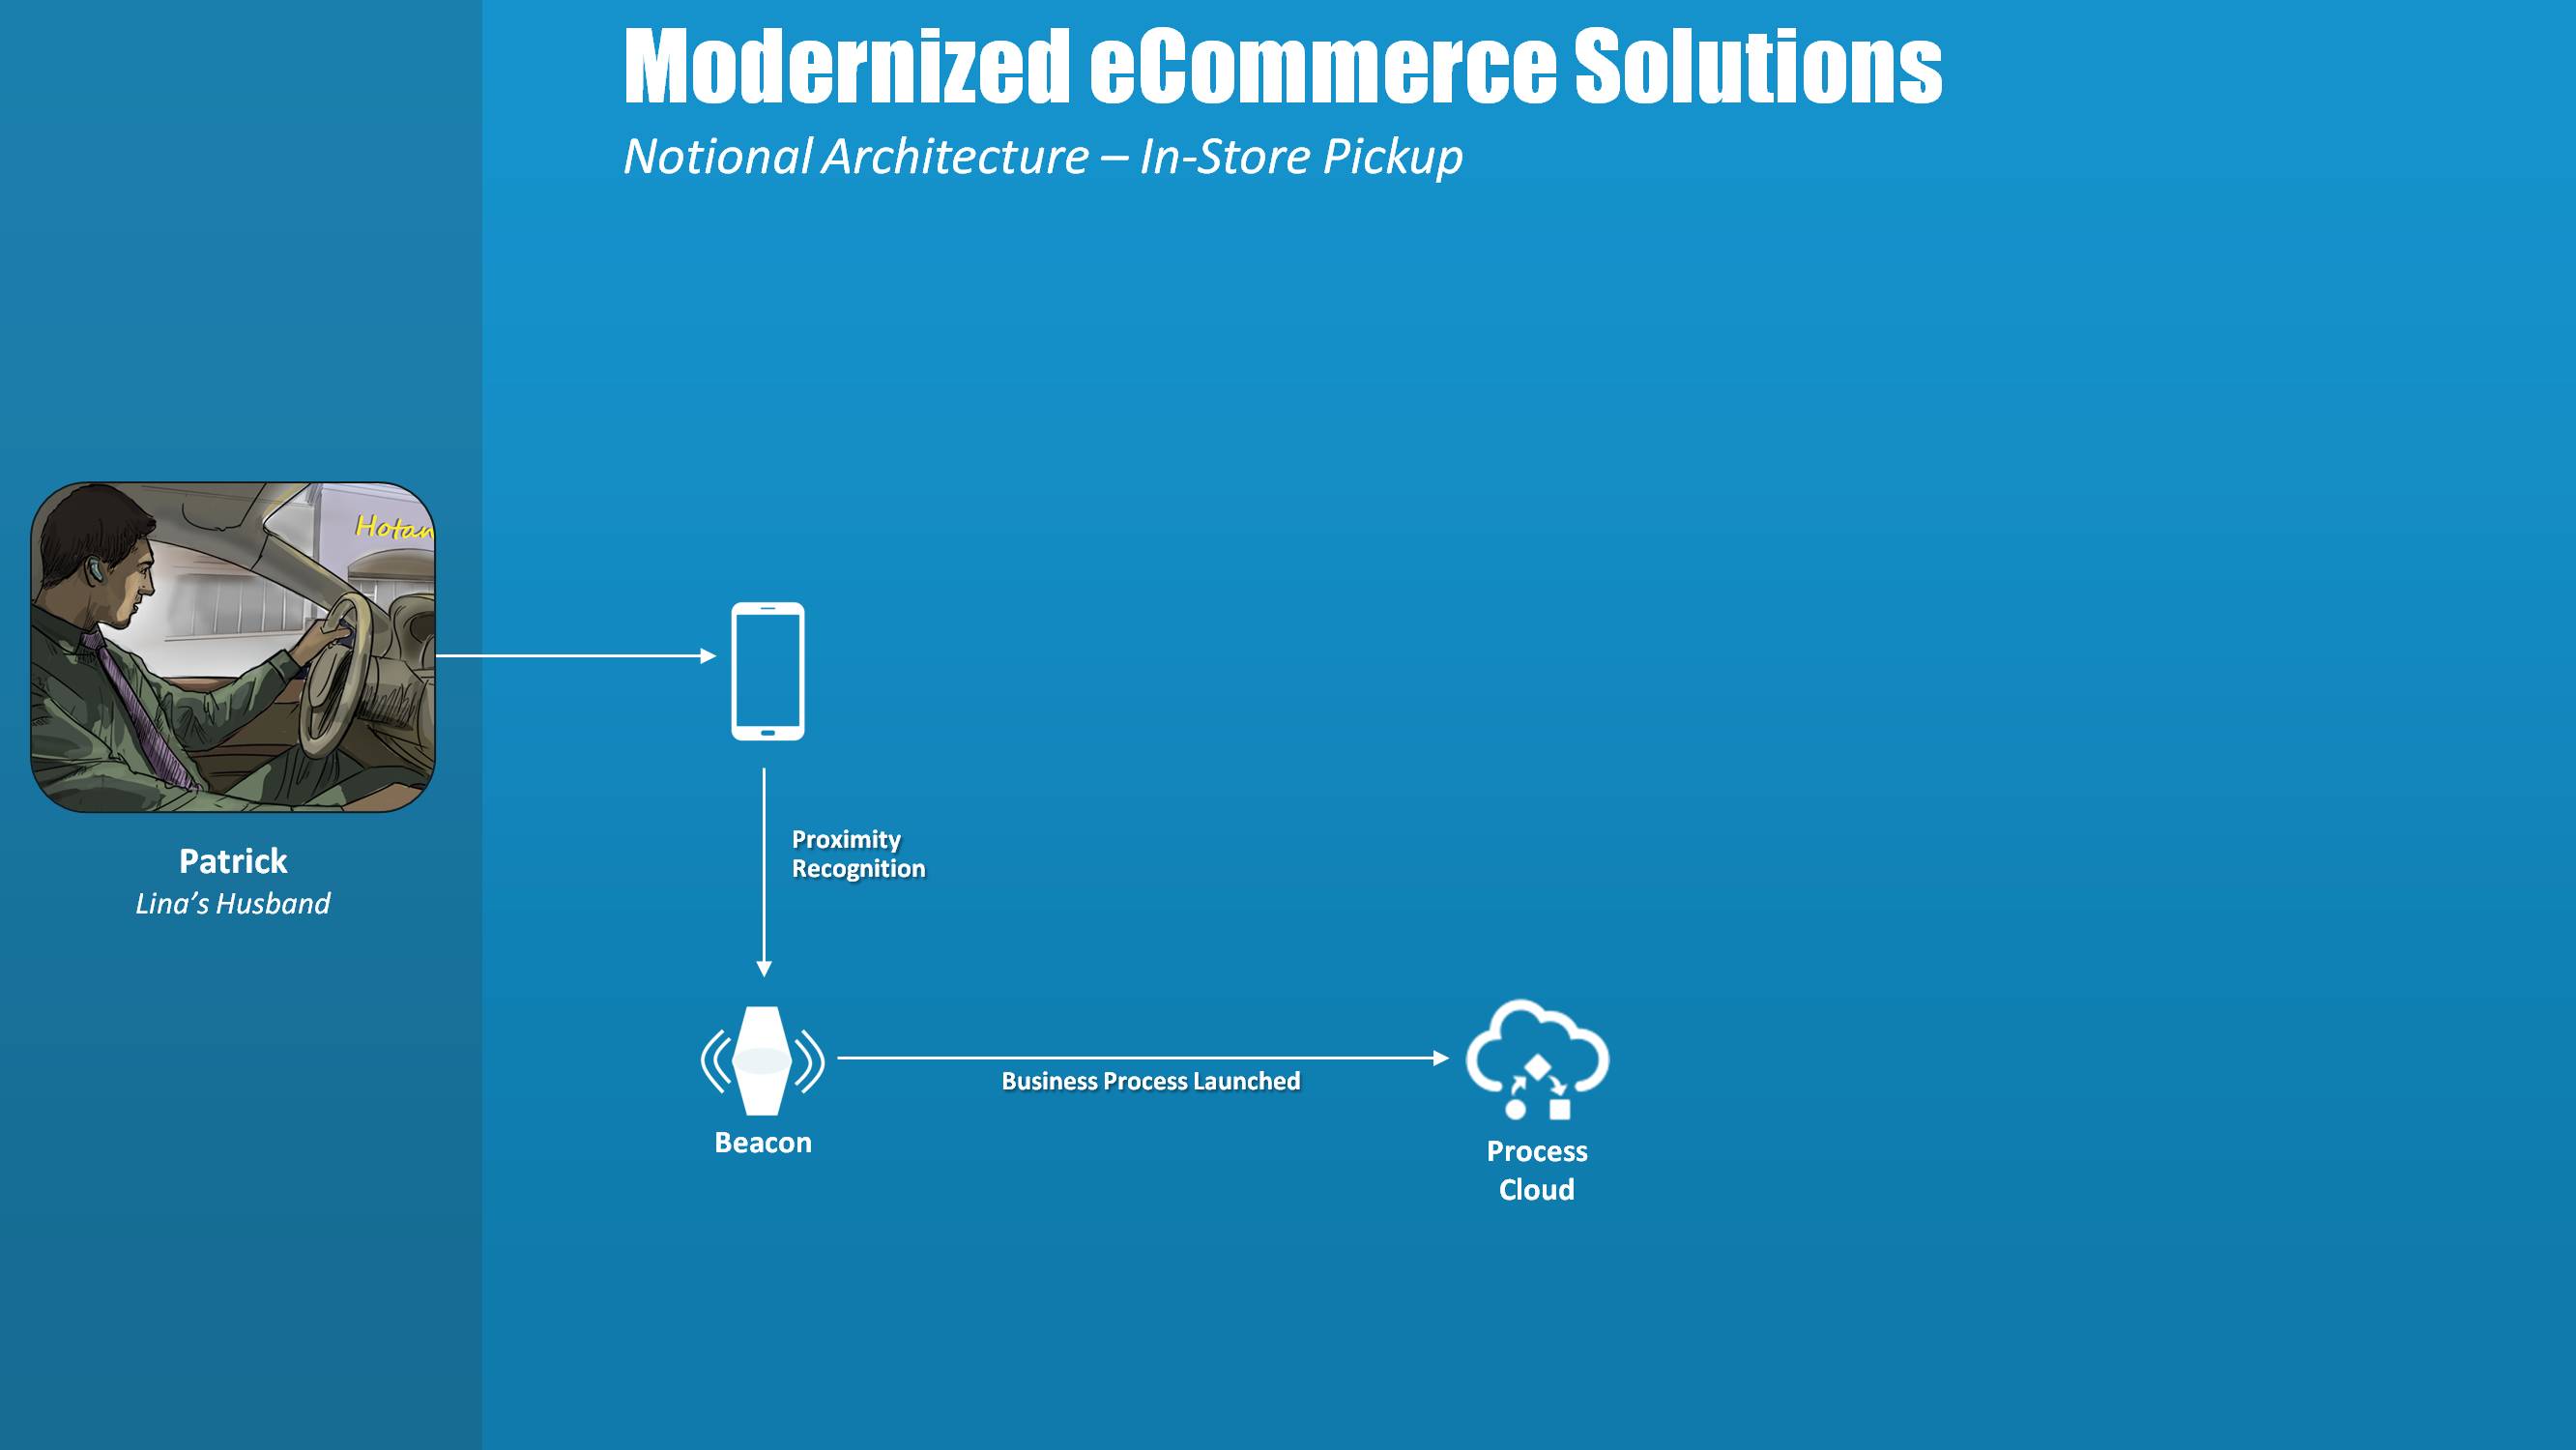 Modernized eCommerce Solutions
Notional Architecture – In-Store Pickup
Patrick
Lina's Husband
Proximity
Recognition
Beacon
Business Process Launched
Process
Cloud